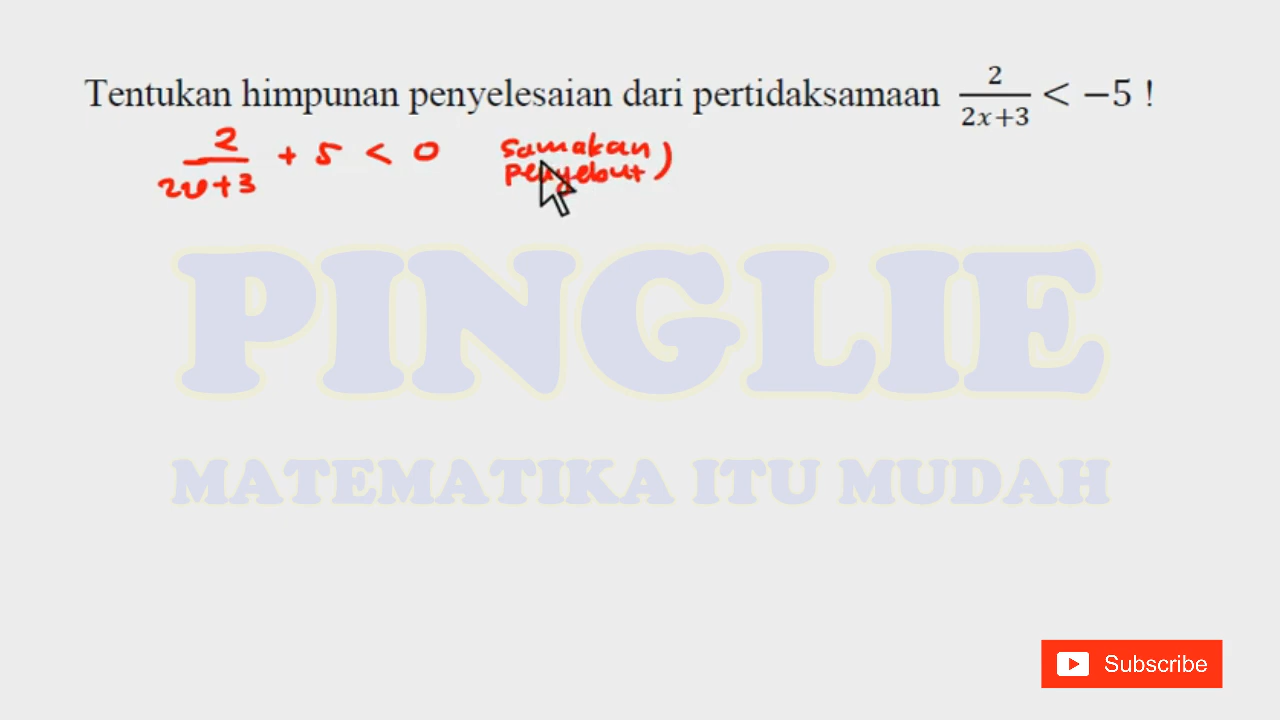 Tentukan himpunan penyelesaian dari pertidaksamaan 2/(2x+3) < −5 !
2/(2x+3) + 5 < 0 samakan penyebut)
PINGLIE
MATEMATIKA ITU MUDAH
Subscribe